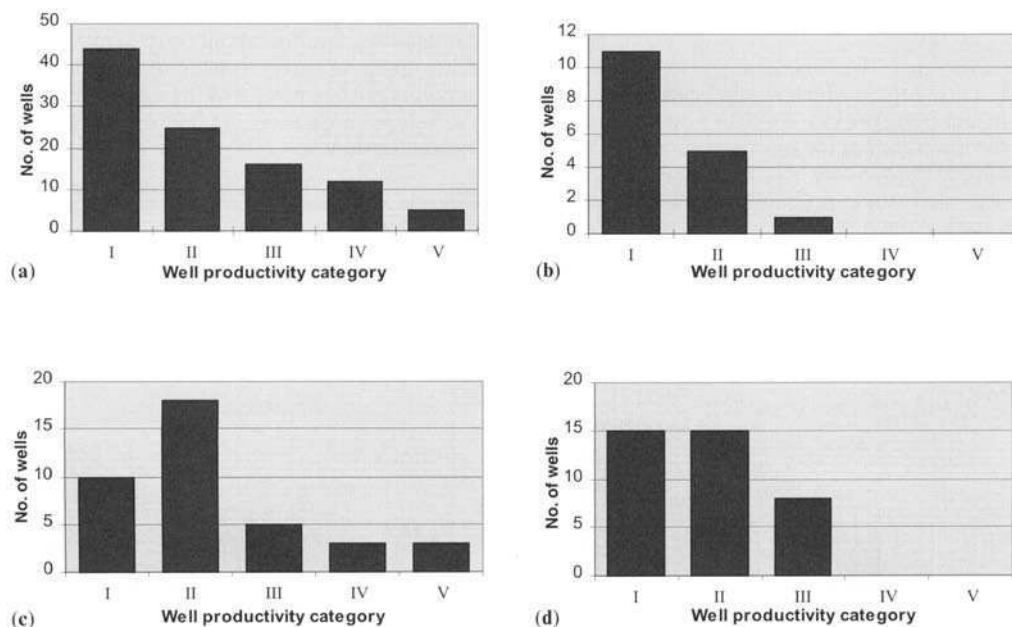 50
40
30
20
10
0
No. of wells
I II III IV V
Well productivity category
(a)
12
10
8
6
4
2
0
No. of wells
I II III IV V
Well productivity category
(b)
20
15
10
5
0
No. of wells
I II III IV V
Well productivity category
(c)
20
15
10
5
0
No. of wells
I II III IV V
Well productivity category
(d)